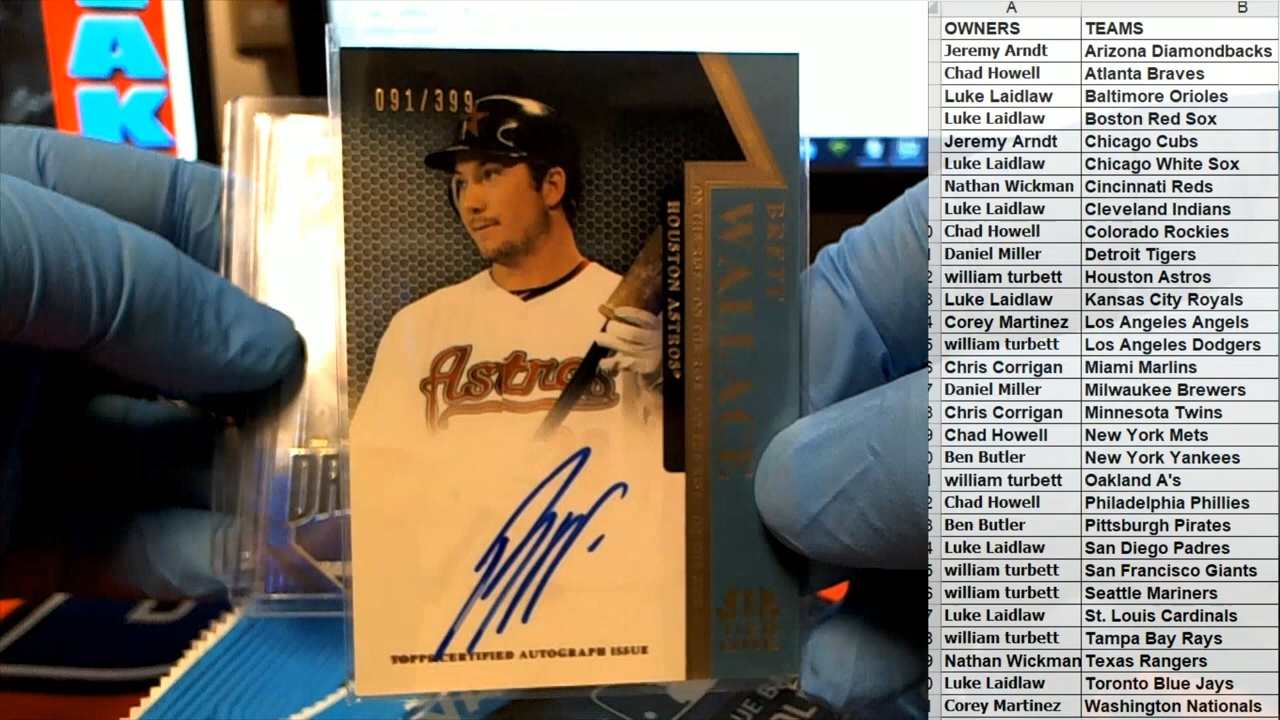 AK
091/399
BRETT
WALLACE
HOUSTON ASTROS
Astros
TOPPS CERTIFIED AUTOGRAPH ISSUE
DR
A B
OWNERS TEAMS
Jeremy Arndt Arizona Diamondbacks
Chad Howell Atlanta Braves
Luke Laidlaw Baltimore Orioles
Luke Laidlaw Boston Red Sox
Jeremy Arndt Chicago Cubs
Luke Laidlaw Chicago White Sox
Nathan Wickman Cincinnati Reds
Luke Laidlaw Cleveland Indians
Chad Howell Colorado Rockies
Daniel Miller Detroit Tigers
william turbett Houston Astros
Luke Laidlaw Kansas City Royals
Corey Martinez Los Angeles Angels
william turbett Los Angeles Dodgers
Chris Corrigan Miami Marlins
Daniel Miller Milwaukee Brewers
Chris Corrigan Minnesota Twins
Chad Howell New York Mets
Ben Butler New York Yankees
william turbett Oakland A's
Chad Howell Philadelphia Phillies
Ben Butler Pittsburgh Pirates
Luke Laidlaw San Diego Padres
william turbett San Francisco Giants
william turbett Seattle Mariners
Luke Laidlaw St. Louis Cardinals
william turbett Tampa Bay Rays
Nathan Wickman Texas Rangers
Luke Laidlaw Toronto Blue Jays
Corey Martinez Washington Nationals